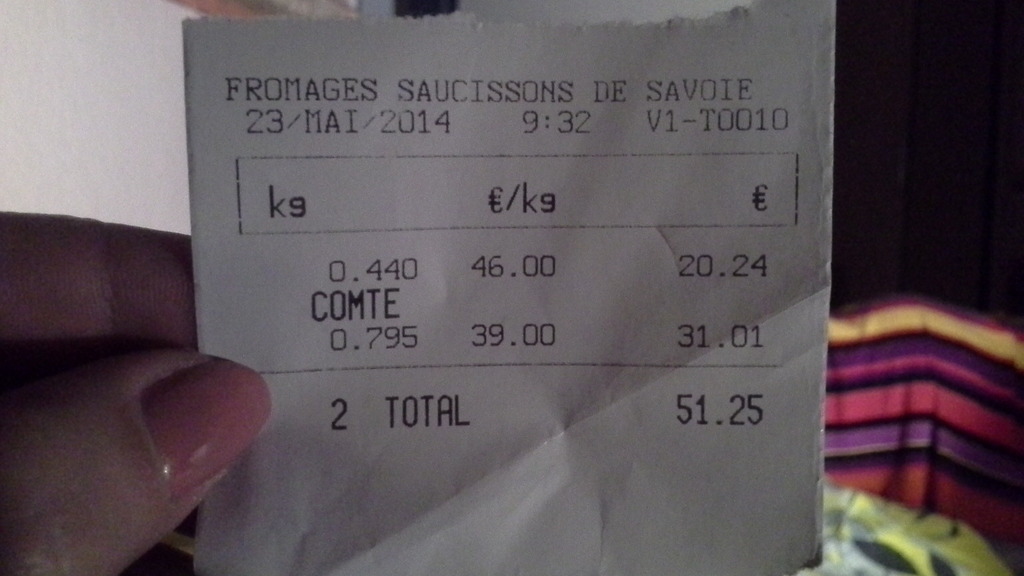 FROMAGES SAUCISSONS DE SAVOIE
23/MAI/2014 9:32 V1-T0010
kg €/kg €
0.440 46.00 20.24
COMTE
0.795 39.00 31.01
2 TOTAL 51.25